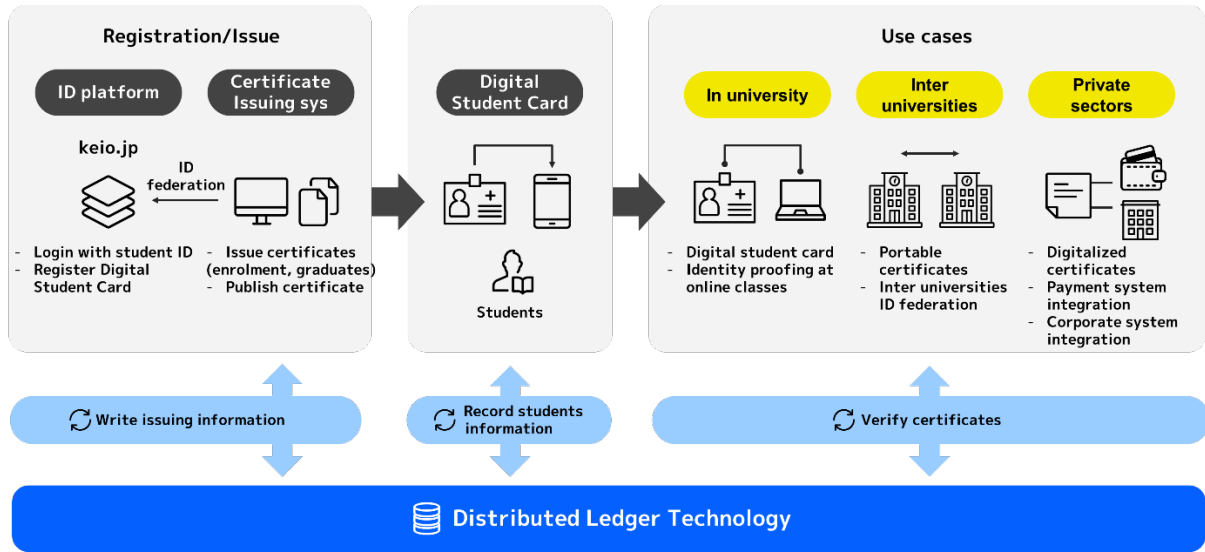 Registration/Issue
ID platform
Certificate
Issuing sys
keio.jp
ID
federation
- Login with student ID
- Register Digital
Student Card
- Issue certificates
(enrolment, graduates)
- Publish certificate
Digital
Student Card
Students
Use cases
In university
Inter
universities
Private
sectors
- Digital student card
- Identity proofing at
online classes
- Portable
certificates
- Inter universities
ID federation
- Digitalized
certificates
- Payment system
integration
- Corporate system
integration
Write issuing information
Record students
information
Verify certificates
Distributed Ledger Technology